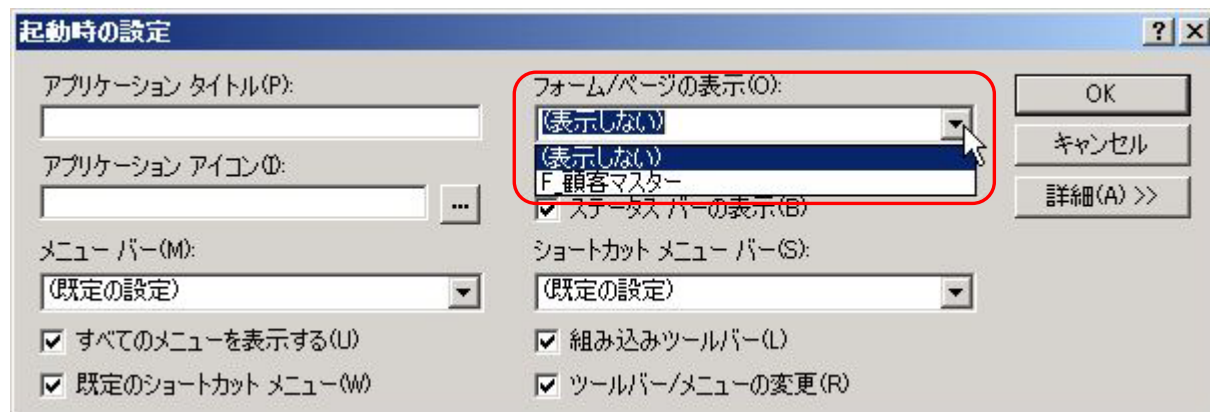 起動時の設定
アプリケーション タイトル(P):
フォーム/ページの表示(O):
(表示しない)
(表示しない)
F_顧客マスター
OK
キャンセル
詳細(A) >>
アプリケーション アイコン(I):
...
ステータス バーの表示(B)
メニュー バー(M):
ショートカット メニュー バー(S):
(既定の設定)
(既定の設定)
すべてのメニューを表示する(U)
組み込みツールバー(L)
既定のショートカット メニュー(W)
ツールバー/メニューの変更(R)